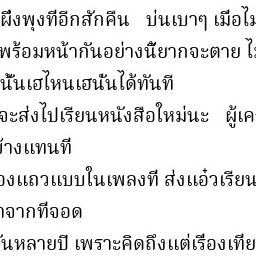 ผึ่งพุงที่อีกสักคืน บ่นเบาๆ เมื่อไม
พร้อมหน้ากันอย่างนี้ยากจะตาย ไ
นั้นเฮไหนเฮนั่นได้ทันที
จะส่งไปเรียนหนังสือใหม่นะ ผู้เค
ข้างแทนที่
องแถวแบบในเพลงที่ ส่งแอ๋วเรียน
จากที่จอด
นหลายปี เพราะคิดถึงแต่เรื่องเที่ย